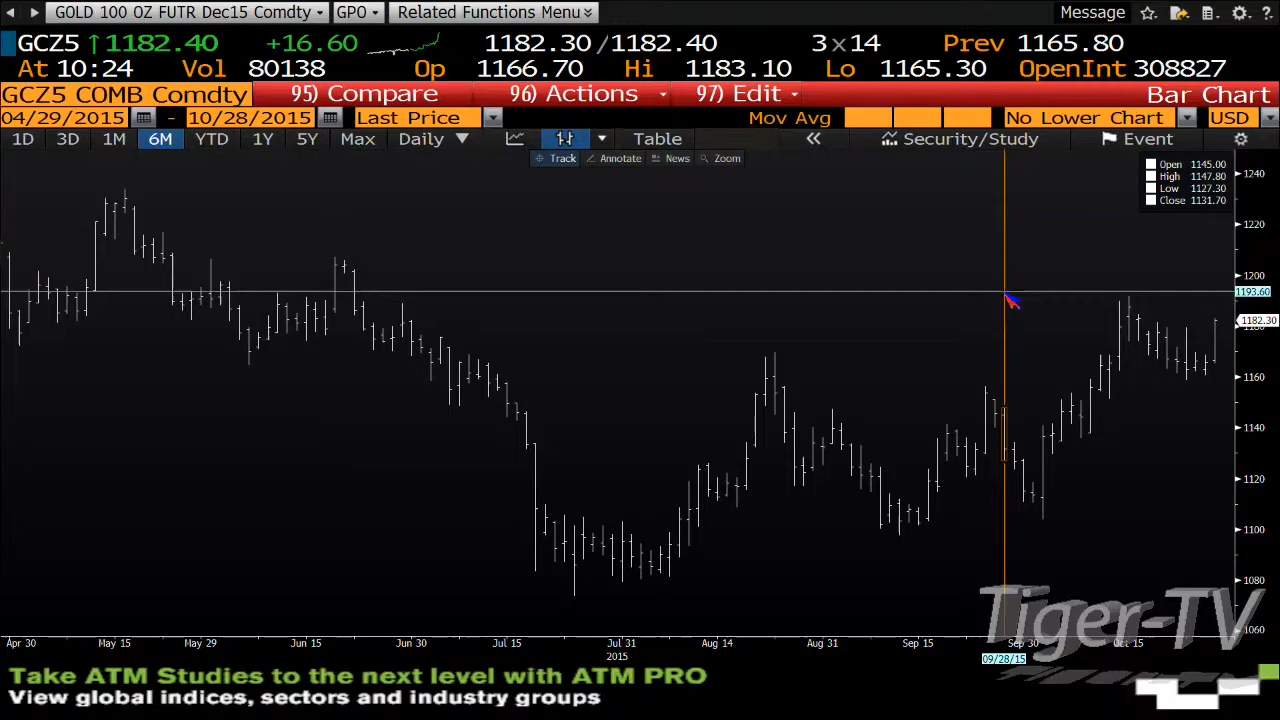 GOLD 100 OZ FUTR Dec15 Comdty GPO Related Functions Menu Message
GCZ5 ↑1182.40 +16.60 1182.30/1182.40 3x14 Prev 1165.80
At 10:24 Vol 80138 Op 1166.70 Hi 1183.10 Lo 1165.30 OpenInt 308827
GCZ5 COMB Comdty 95) Compare 96) Actions 97) Edit Bar Chart
04/29/2015 - 10/28/2015 Last Price Mov Avg No Lower Chart USD
1D 3D 1M 6M YTD 1Y 5Y Max Daily ▼ Table « Security/Study Event
Track Annotate News Zoom
Open 1145.00
High 1147.80
Low 1127.30
Close 1131.70
1240
1220
1200
1193.60
1182.30
1180
1160
1140
1120
1100
1080
1060
Apr 30 May 15 May 29 Jun 15 Jun 30 Jul 15 Jul 31 Aug 14 Aug 31 Sep 15 Sep 30 Oct 15
2015
09/28/15
Tiger-TV
Take ATM Studies to the next level with ATM PRO
View global indices, sectors and industry groups